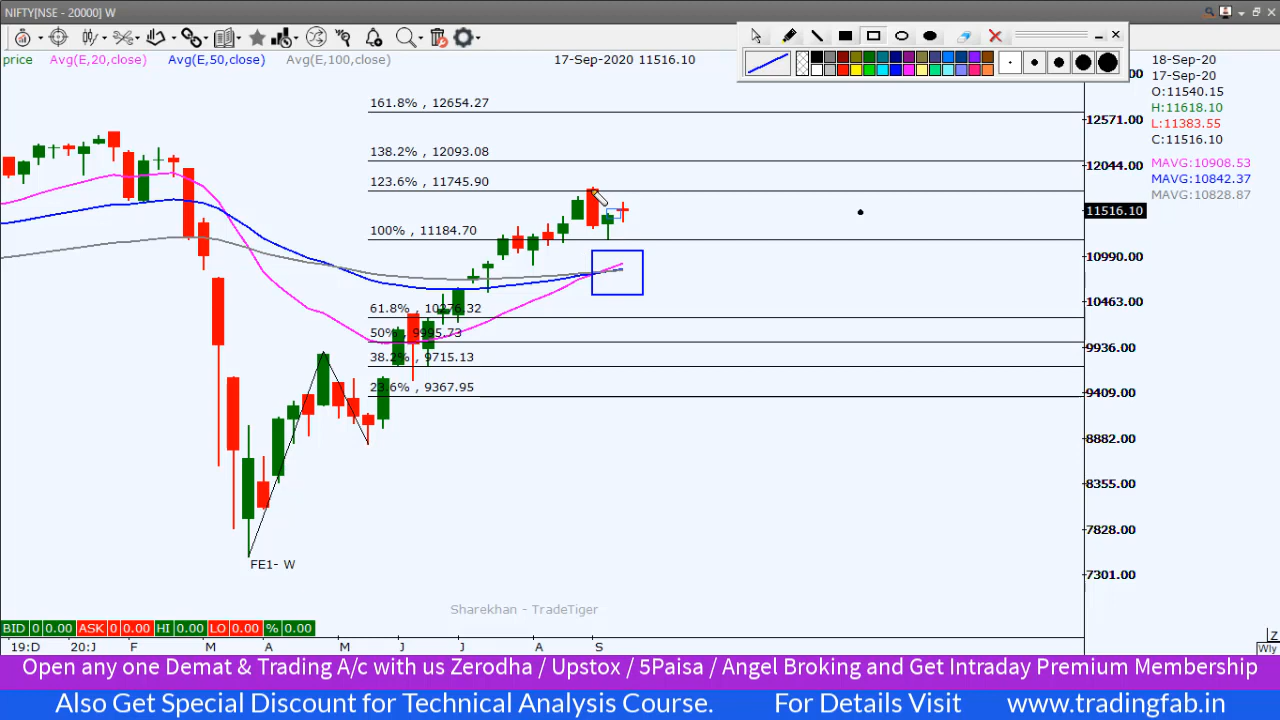 NIFTY[NSE - 20000] W
price Avg(E,20,close) Avg(E,50,close) Avg(E,100,close) 17-Sep-2020 11516.10
18-Sep-20
17-Sep-20
O:11540.15
H:11618.10
L:11383.55
C:11516.10
MAVG:10908.53
MAVG:10842.37
MAVG:10828.87
161.8% , 12654.27
138.2% , 12093.08
123.6% , 11745.90
100% , 11184.70
61.8% , 10276.32
50% , 9995.73
38.2% , 9715.13
23.6% , 9367.95
12571.00
12044.00
11516.10
10990.00
10463.00
9936.00
9409.00
8882.00
8355.00
7828.00
7301.00
FE1- W
Sharekhan - TradeTiger
BID 0 0.00 ASK 0 0.00 HI 0.00 LO 0.00 % 0.00
19:D 20:J F M A M J J A S
Z
Wly
Open any one Demat & Trading A/c with us Zerodha / Upstox / 5Paisa / Angel Broking and Get Intraday Premium Membership
Also Get Special Discount for Technical Analysis Course. For Details Visit www.tradingfab.in